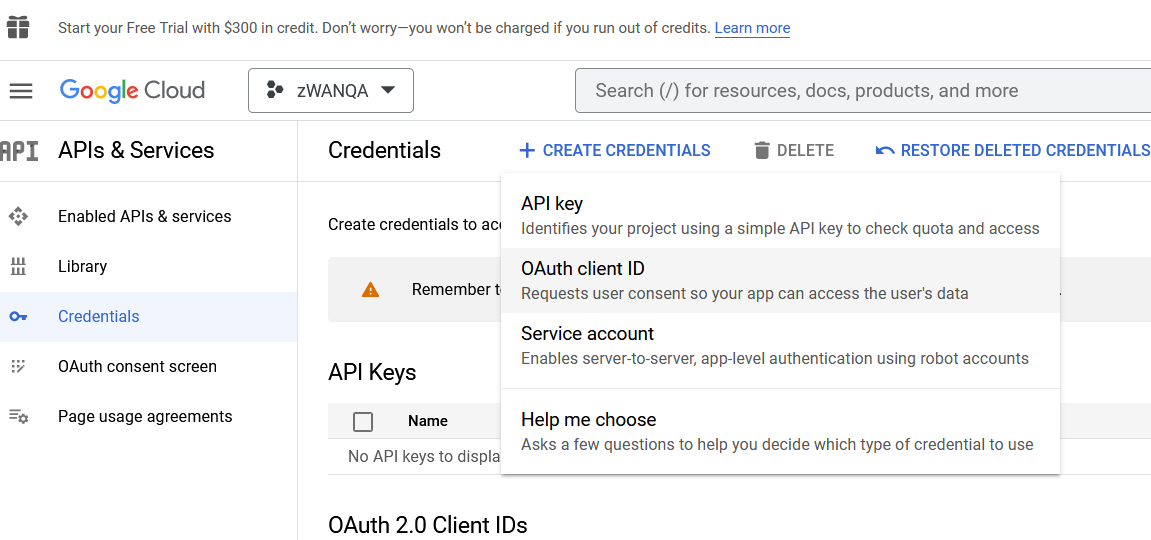 Start your Free Trial with $300 in credit. Don’t worry—you won’t be charged if you run out of credits. Learn more
Google Cloud
zWANQA
Search (/) for resources, docs, products, and more
API
APIs & Services
Enabled APIs & services
Library
Credentials
OAuth consent screen
Page usage agreements
Credentials
CREATE CREDENTIALS
DELETE
RESTORE DELETED CREDENTIALS
Create credentials to
Remember
API key
Identifies your project using a simple API key to check quota and access
OAuth client ID
Requests user consent so your app can access the user's data
Service account
Enables server-to-server, app-level authentication using robot accounts
Help me choose
Asks a few questions to help you decide which type of credential to use
API Keys
Name
No API keys to
OAuth 2.0 Client IDs